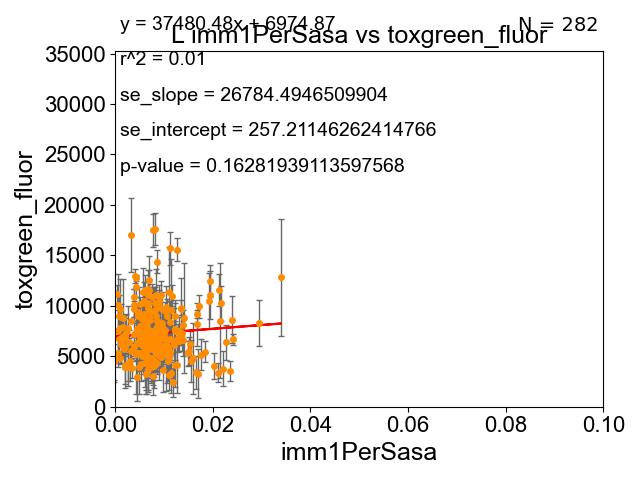 y = 37480.48x + 6974.87
N = 282
L imm1PerSasa vs toxgreen_fluor
r^2 = 0.01
se_slope = 26784.4946509904
se_intercept = 257.21146262414766
p-value = 0.16281939113597568
toxgreen_fluor
35000
30000
25000
20000
15000
10000
5000
0
0.00 0.02 0.04 0.06 0.08 0.10
imm1PerSasa